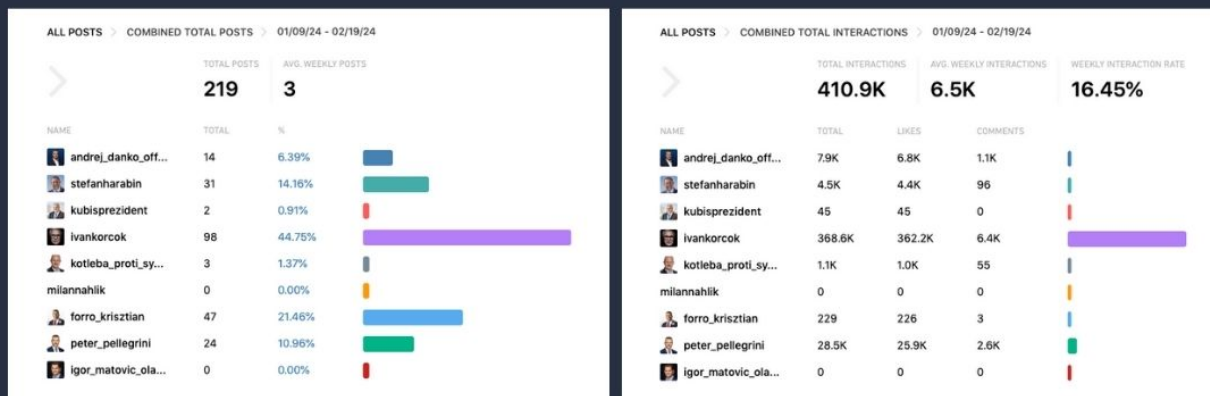 ALL POSTS > COMBINED TOTAL POSTS > 01/09/24 - 02/19/24
TOTAL POSTS AVG. WEEKLY POSTS
219 3
NAME TOTAL %
andrej_danko_off... 14 6.39%
stefanharabin 31 14.16%
kubisprezident 2 0.91%
ivankorcok 98 44.75%
kotleba_proti_sy... 3 1.37%
milannahlik 0 0.00%
forro_krisztian 47 21.46%
peter_pellegrini 24 10.96%
igor_matovic_ola... 0 0.00%
ALL POSTS > COMBINED TOTAL INTERACTIONS > 01/09/24 - 02/19/24
TOTAL INTERACTIONS AVG. WEEKLY INTERACTIONS WEEKLY INTERACTION RATE
410.9K 6.5K 16.45%
NAME TOTAL LIKES COMMENTS
andrej_danko_off... 7.9K 6.8K 1.1K
stefanharabin 4.5K 4.4K 96
kubisprezident 45 45 0
ivankorcok 368.6K 362.2K 6.4K
kotleba_proti_sy... 1.1K 1.0K 55
milannahlik 0 0 0
forro_krisztian 229 226 3
peter_pellegrini 28.5K 25.9K 2.6K
igor_matovic_ola... 0 0 0